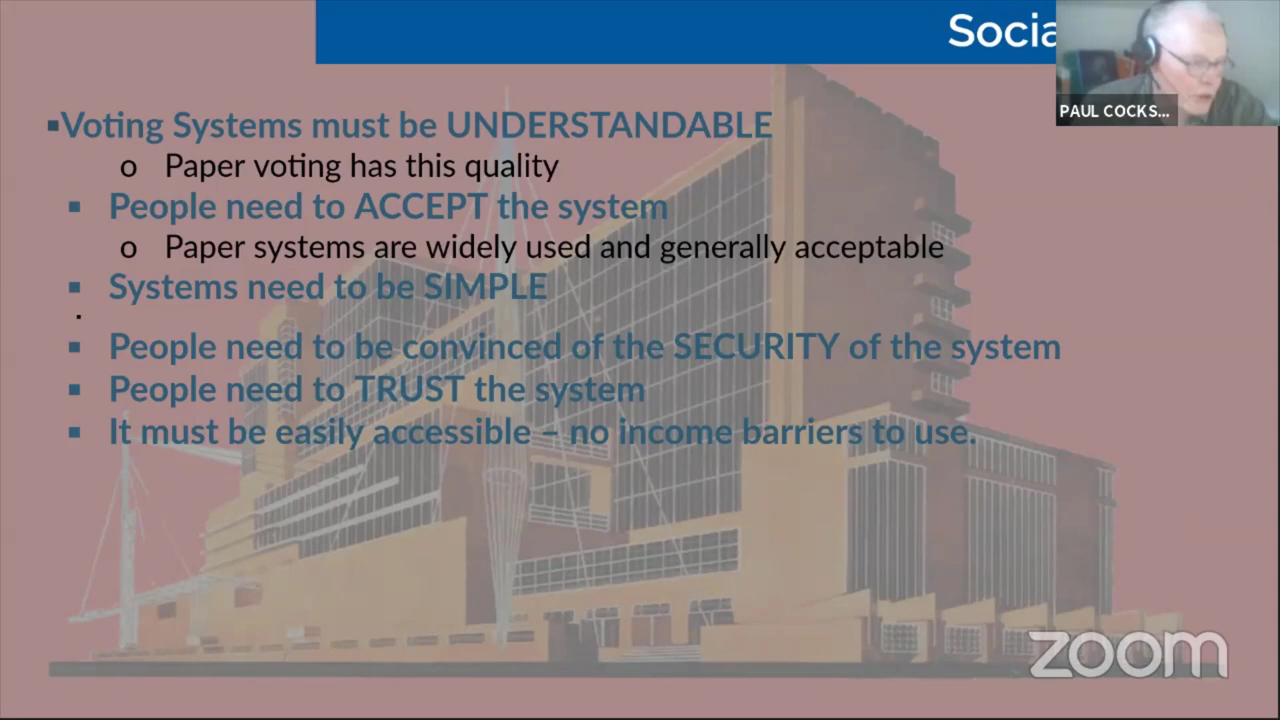 Socia
PAUL COCKS...
▪Voting Systems must be UNDERSTANDABLE
o Paper voting has this quality
▪ People need to ACCEPT the system
o Paper systems are widely used and generally acceptable
▪ Systems need to be SIMPLE
▪ People need to be convinced of the SECURITY of the system
▪ People need to TRUST the system
▪ It must be easily accessible – no income barriers to use.
zoom